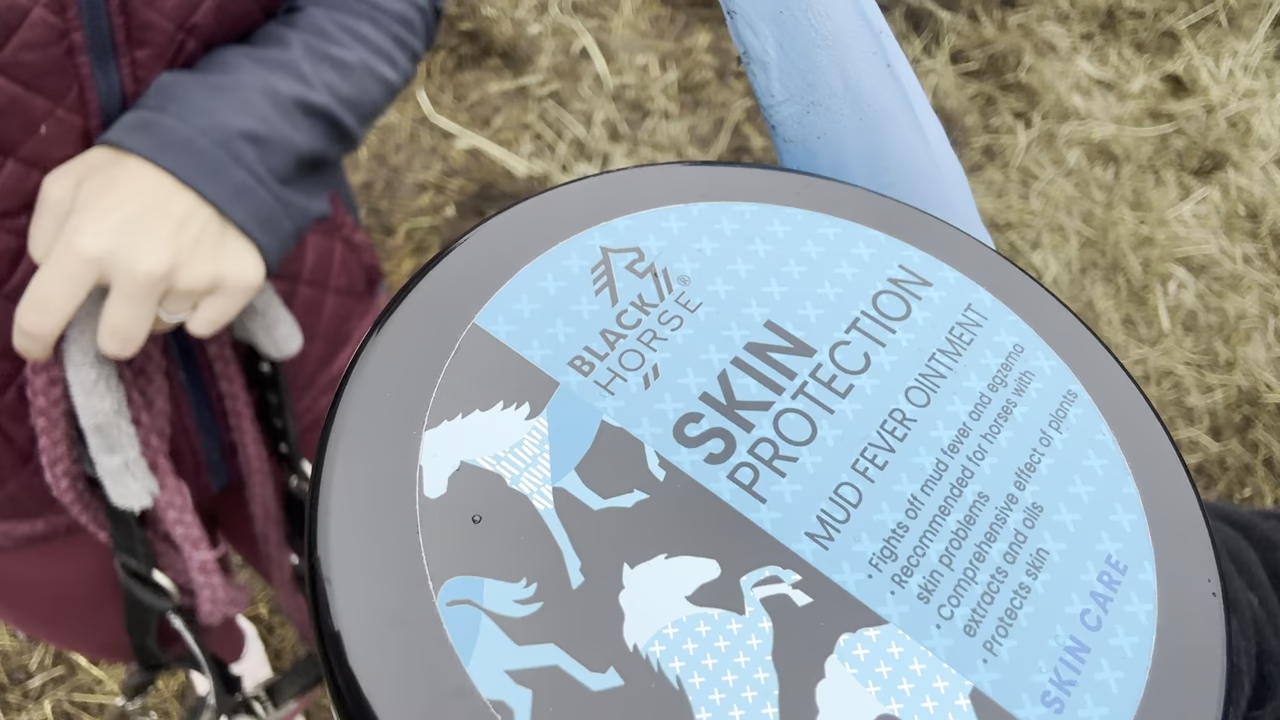 BLACK
HORSE®
SKIN
PROTECTION
MUD FEVER OINTMENT
• Fights off mud fever and egzema
• Recommended for horses with
skin problems
• Comprehensive effect of plants
extracts and oils
• Protects skin
SKIN CARE